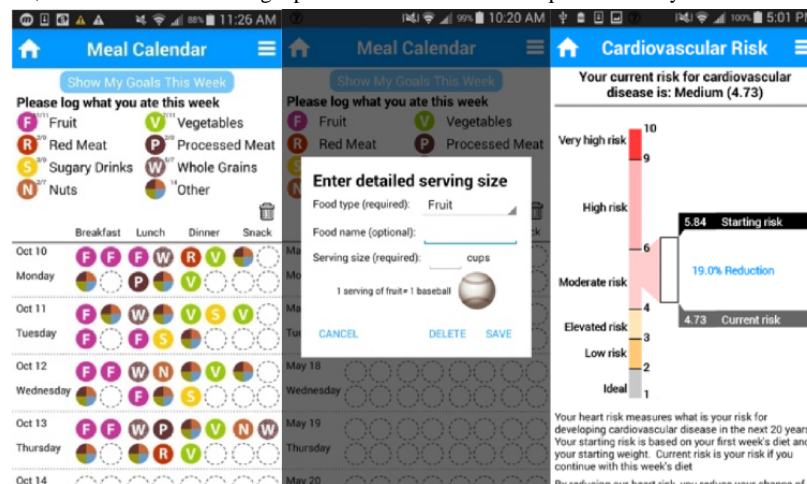 11:26 AM
88%
Meal Calendar
Show My Goals This Week
Please log what you ate this week
F Fruit
V Vegetables
R Red Meat
P Processed Meat
S Sugary Drinks
W Whole Grains
N Nuts
Other
Breakfast Lunch Dinner Snack
Oct 10
F F F W R V
Monday
P V
Oct 11
F W V S V
Tuesday
F F S
Oct 12
F F W N V
Wednesday
F S
Oct 13
F F W P V N W
Thursday
R V
Oct 14
99% 10:20 AM
Meal Calendar
Show My Goals This Week
Please log what you ate this week
F Fruit
V Vegetables
R Red Meat
P Processed Meat
Enter detailed serving size
Food type (required): Fruit
Food name (optional):
Serving size (required): cups
1 serving of fruit= 1 baseball
CANCEL DELETE SAVE
May 18
Wednesday
May 19
Thursday
May 20
100% 5:01 PM
Cardiovascular Risk
Your current risk for cardiovascular
disease is: Medium (4.73)
10
Very high risk
9
High risk
5.84 Starting risk
6
19.0% Reduction
Moderate risk
4
4.73 Current risk
Elevated risk
3
Low risk
2
Ideal
1
Your heart risk measures what is your risk for
developing cardiovascular disease in the next 20 years
Your starting risk is based on your first week's diet and
your starting weight. Current risk is your risk if you
continue with this week's diet